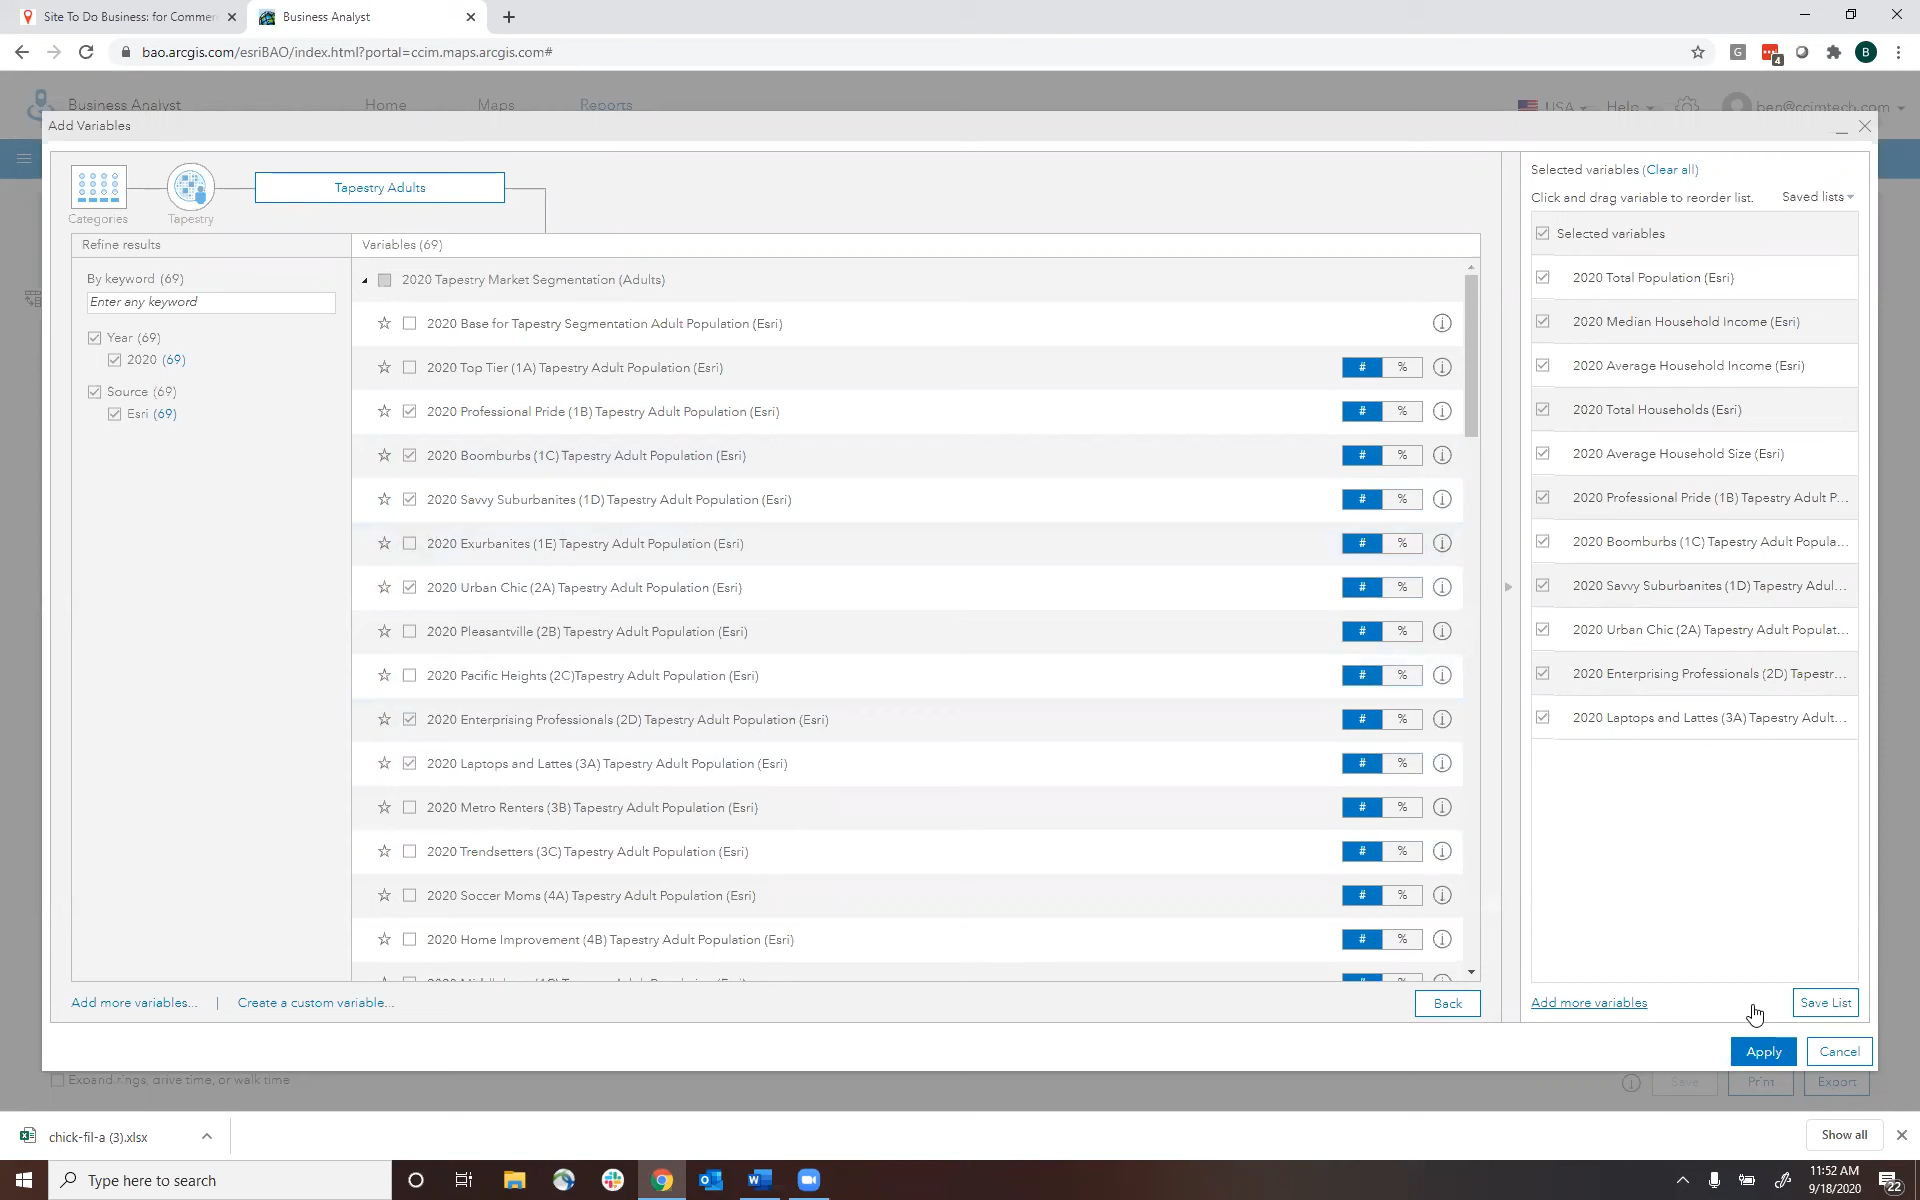 Site To Do Business: for Commer
Business Analyst
bao.arcgis.com/esriBAO/index.html?portal=ccim.maps.arcgis.com#
G
4
B
Business Analyst
Home
Maps
Reports
USA
Help
ben@ccimtech.com
Add Variables
Categories
Tapestry
Tapestry Adults
Refine results
By keyword (69)
Enter any keyword
Year (69)
2020 (69)
Source (69)
Esri (69)
Variables (69)
2020 Tapestry Market Segmentation (Adults)
2020 Base for Tapestry Segmentation Adult Population (Esri)
2020 Top Tier (1A) Tapestry Adult Population (Esri) # %
2020 Professional Pride (1B) Tapestry Adult Population (Esri) # %
2020 Boomburbs (1C) Tapestry Adult Population (Esri) # %
2020 Savvy Suburbanites (1D) Tapestry Adult Population (Esri) # %
2020 Exurbanites (1E) Tapestry Adult Population (Esri) # %
2020 Urban Chic (2A) Tapestry Adult Population (Esri) # %
2020 Pleasantville (2B) Tapestry Adult Population (Esri) # %
2020 Pacific Heights (2C)Tapestry Adult Population (Esri) # %
2020 Enterprising Professionals (2D) Tapestry Adult Population (Esri) # %
2020 Laptops and Lattes (3A) Tapestry Adult Population (Esri) # %
2020 Metro Renters (3B) Tapestry Adult Population (Esri) # %
2020 Trendsetters (3C) Tapestry Adult Population (Esri) # %
2020 Soccer Moms (4A) Tapestry Adult Population (Esri) # %
2020 Home Improvement (4B) Tapestry Adult Population (Esri) # %
Add more variables... | Create a custom variable...
Back
Selected variables (Clear all)
Click and drag variable to reorder list. Saved lists
Selected variables
2020 Total Population (Esri)
2020 Median Household Income (Esri)
2020 Average Household Income (Esri)
2020 Total Households (Esri)
2020 Average Household Size (Esri)
2020 Professional Pride (1B) Tapestry Adult P...
2020 Boomburbs (1C) Tapestry Adult Popula...
2020 Savvy Suburbanites (1D) Tapestry Adul...
2020 Urban Chic (2A) Tapestry Adult Populat...
2020 Enterprising Professionals (2D) Tapestr...
2020 Laptops and Lattes (3A) Tapestry Adult...
Add more variables
Save List
Apply
Cancel
drive time, or walk time
Save
Print
Export
chick-fil-a (3).xlsx
Show all
Type here to search
11:52 AM
9/18/2020
22